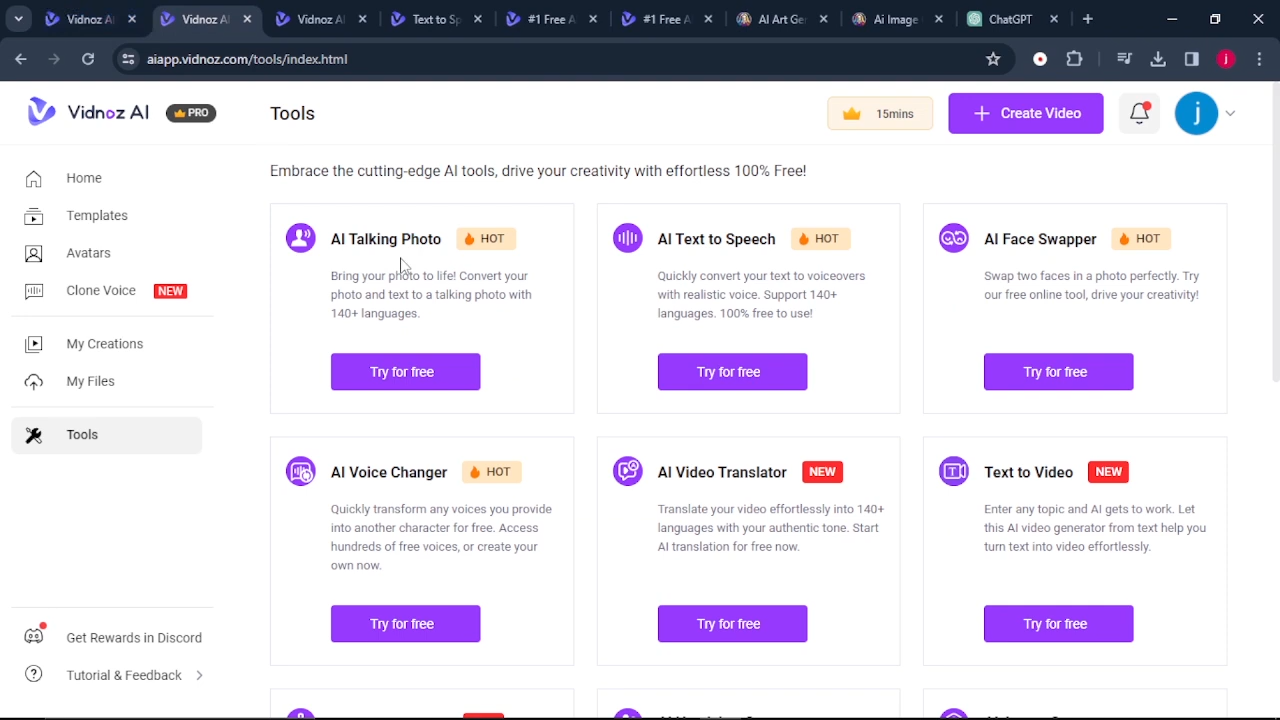 Vidnoz AI
Vidnoz AI
Vidnoz AI
Text to Sp
#1 Free A
#1 Free A
AI Art Ge
Ai Image
ChatGPT
aiapp.vidnoz.com/tools/index.html
j
Vidnoz AI PRO
Tools
15mins
+ Create Video
j
Home
Templates
Avatars
Clone Voice NEW
My Creations
My Files
Tools
Get Rewards in Discord
Tutorial & Feedback
Embrace the cutting-edge AI tools, drive your creativity with effortless 100% Free!
AI Talking Photo HOT
Bring your photo to life! Convert your
photo and text to a talking photo with
140+ languages.
Try for free
AI Text to Speech HOT
Quickly convert your text to voiceovers
with realistic voice. Support 140+
languages. 100% free to use!
Try for free
AI Face Swapper HOT
Swap two faces in a photo perfectly. Try
our free online tool, drive your creativity!
Try for free
AI Voice Changer HOT
Quickly transform any voices you provide
into another character for free. Access
hundreds of free voices, or create your
own now.
Try for free
AI Video Translator NEW
Translate your video effortlessly into 140+
languages with your authentic tone. Start
AI translation for free now.
Try for free
Text to Video NEW
Enter any topic and AI gets to work. Let
this AI video generator from text help you
turn text into video effortlessly.
Try for free